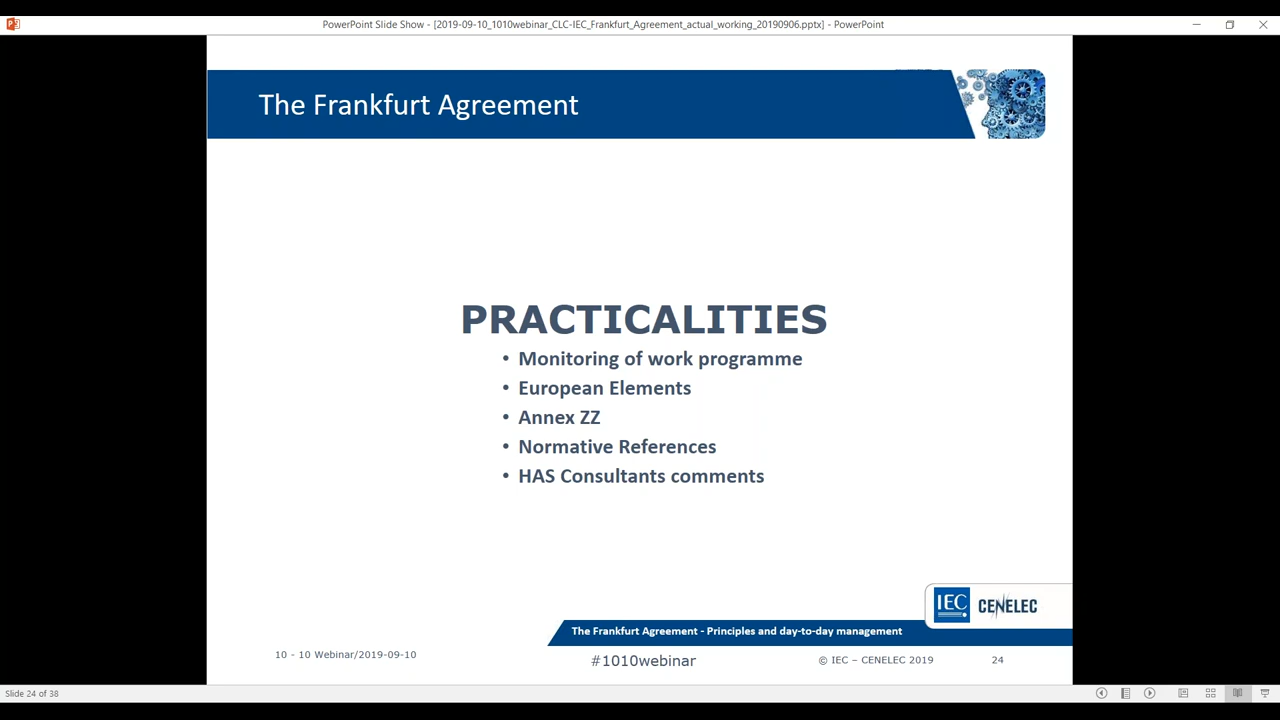 PowerPoint Slide Show - [2019-09-10_1010webinar_CLC-IEC_Frankfurt_Agreement_actual_working_20190906.pptx] - PowerPoint
The Frankfurt Agreement
PRACTICALITIES
• Monitoring of work programme
• European Elements
• Annex ZZ
• Normative References
• HAS Consultants comments
IEC CENELEC
The Frankfurt Agreement - Principles and day-to-day management
10 - 10 Webinar/2019-09-10
#1010webinar
© IEC – CENELEC 2019
24
Slide 24 of 38